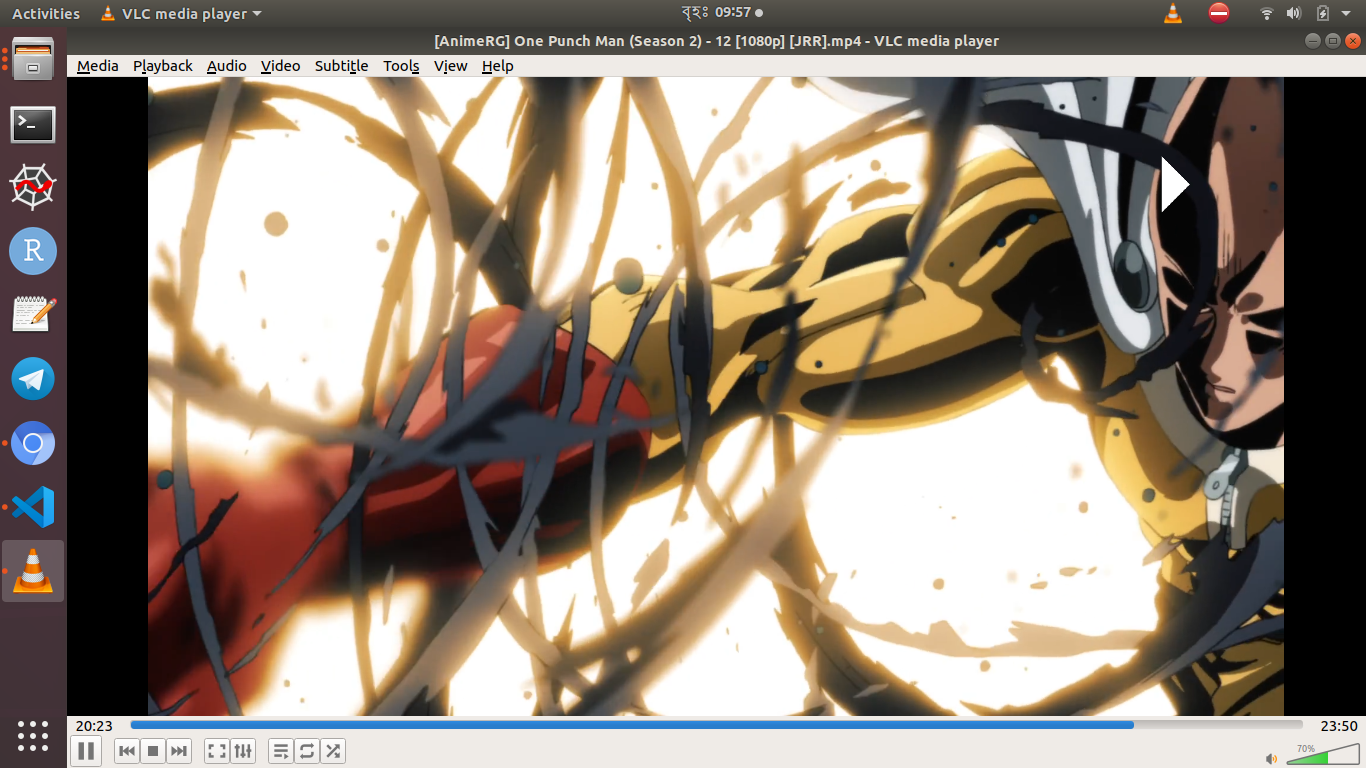 Activities VLC media player বৃহঃ 09:57
[AnimeRG] One Punch Man (Season 2) - 12 [1080p] [JRR].mp4 - VLC media player
Media Playback Audio Video Subtitle Tools View Help
R
20:23 23:50
70%